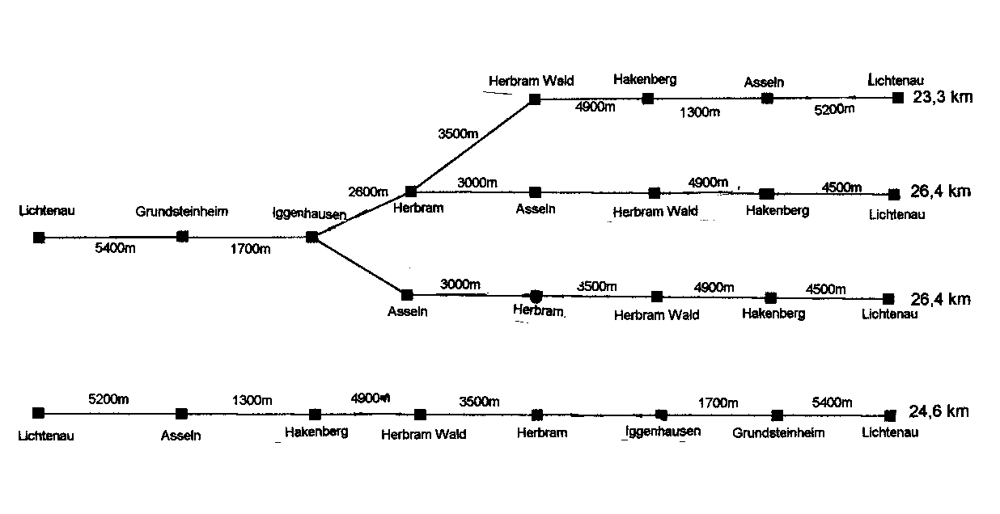 Herbram Wald Hakenberg Asseln Lichtenau
4900m 1300m 5200m 23,3 km
3500m
2600m 3000m 4900m 4500m 26,4 km
Herbram Asseln Herbram Wald Hakenberg Lichtenau
Lichtenau Grundsteinheim Iggenhausen
5400m 1700m
3000m 3500m 4900m 4500m 26,4 km
Asseln Herbram Herbram Wald Hakenberg Lichtenau
5200m 1300m 4900m 3500m 1700m 5400m 24,6 km
Lichtenau Asseln Hakenberg Herbram Wald Herbram Iggenhausen Grundsteinheim Lichtenau